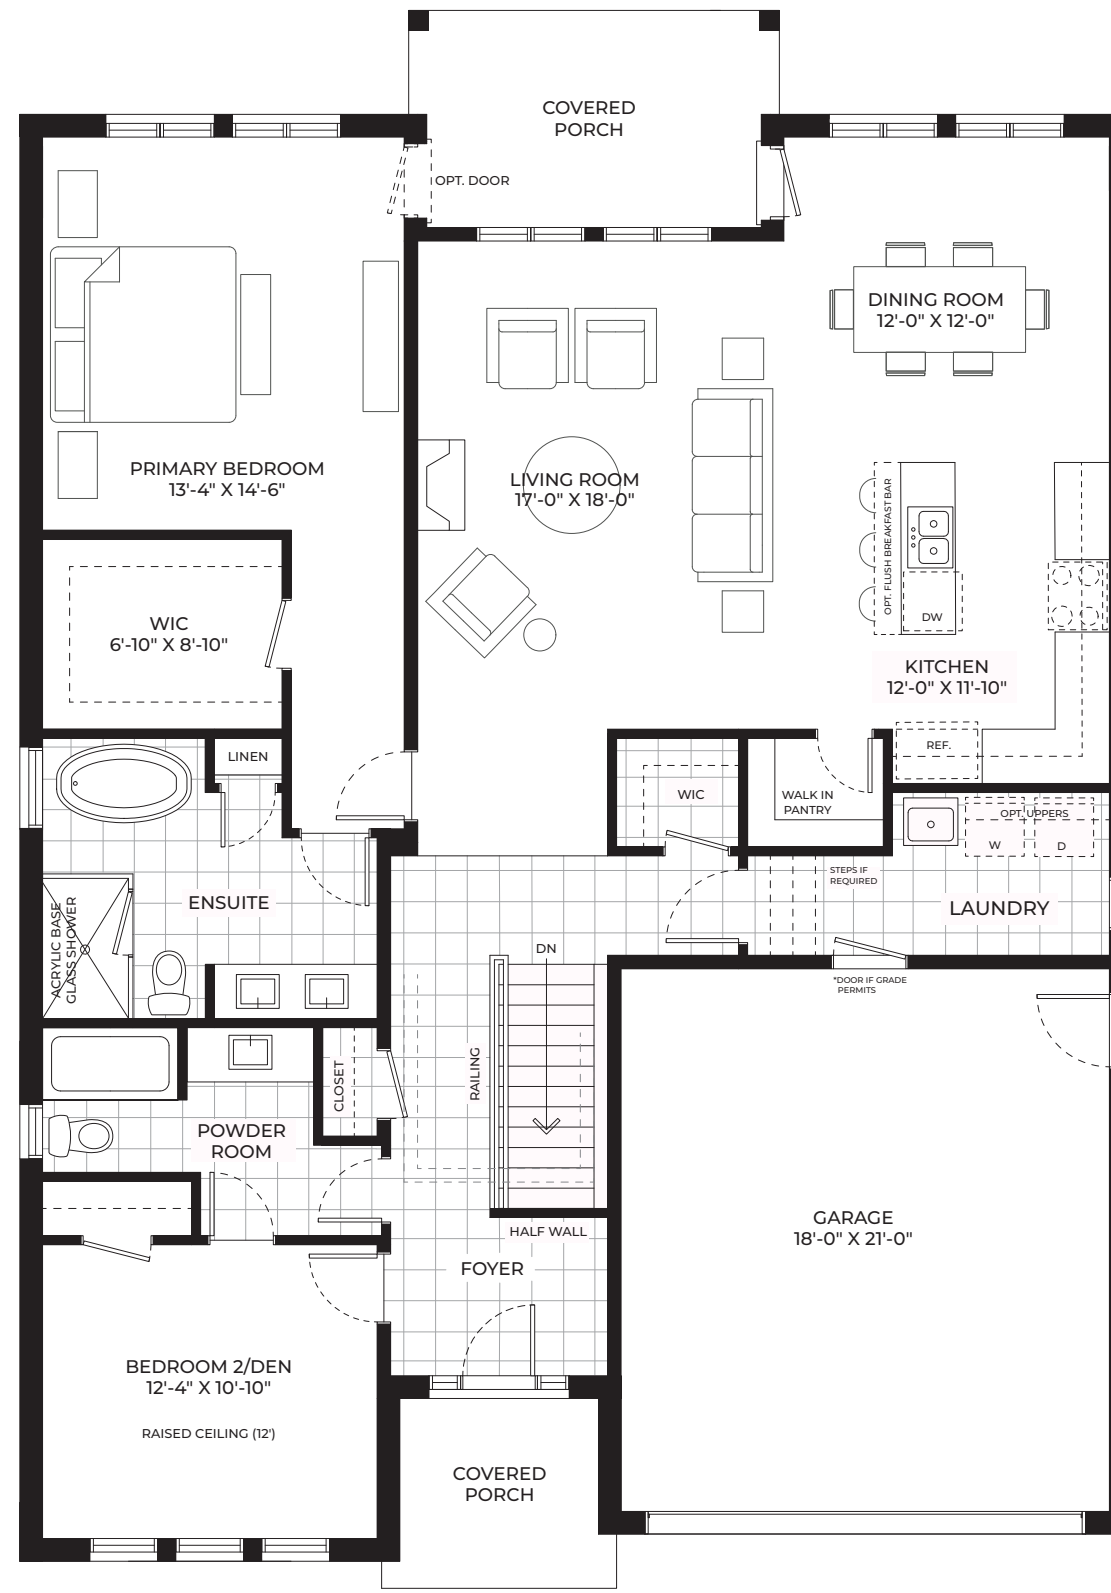 COVERED
PORCH
OPT. DOOR
DINING ROOM
12'-0" X 12'-0"
PRIMARY BEDROOM
13'-4" X 14'-6"
LIVING ROOM
17'-0" X 18'-0"
OPT. FLUSH BREAKFAST BAR
DW
WIC
6'-10" X 8'-10"
KITCHEN
12'-0" X 11'-10"
REF.
LINEN
WIC
WALK IN
PANTRY
OPT. UPPERS
W
D
STEPS IF
REQUIRED
ENSUITE
LAUNDRY
ACRYLIC BASE
GLASS SHOWER
DN
*DOOR IF GRADE
PERMITS
RAILING
CLOSET
POWDER
ROOM
HALF WALL
GARAGE
18'-0" X 21'-0"
FOYER
BEDROOM 2/DEN
12'-4" X 10'-10"
RAISED CEILING (12')
COVERED
PORCH